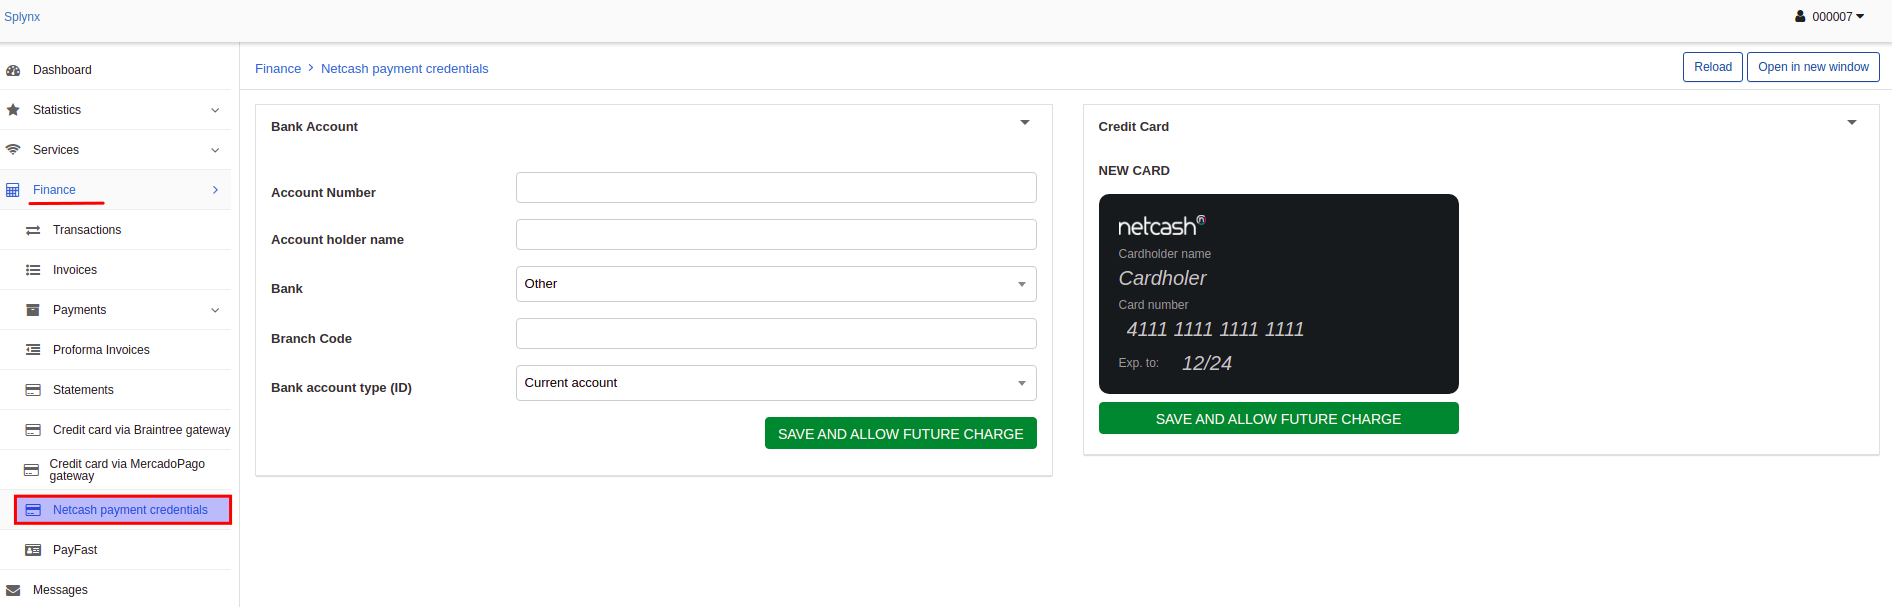 Splynx
000007
Dashboard
Statistics
Services
Finance
Transactions
Invoices
Payments
Proforma Invoices
Statements
Credit card via Braintree gateway
Credit card via MercadoPago
gateway
Netcash payment credentials
PayFast
Messages
Finance > Netcash payment credentials
Reload
Open in new window
Bank Account
Account Number
Account holder name
Bank
Other
Branch Code
Bank account type (ID)
Current account
SAVE AND ALLOW FUTURE CHARGE
Credit Card
NEW CARD
netcash n
Cardholder name
Cardholer
Card number
4111 1111 1111 1111
Exp. to: 12/24
SAVE AND ALLOW FUTURE CHARGE